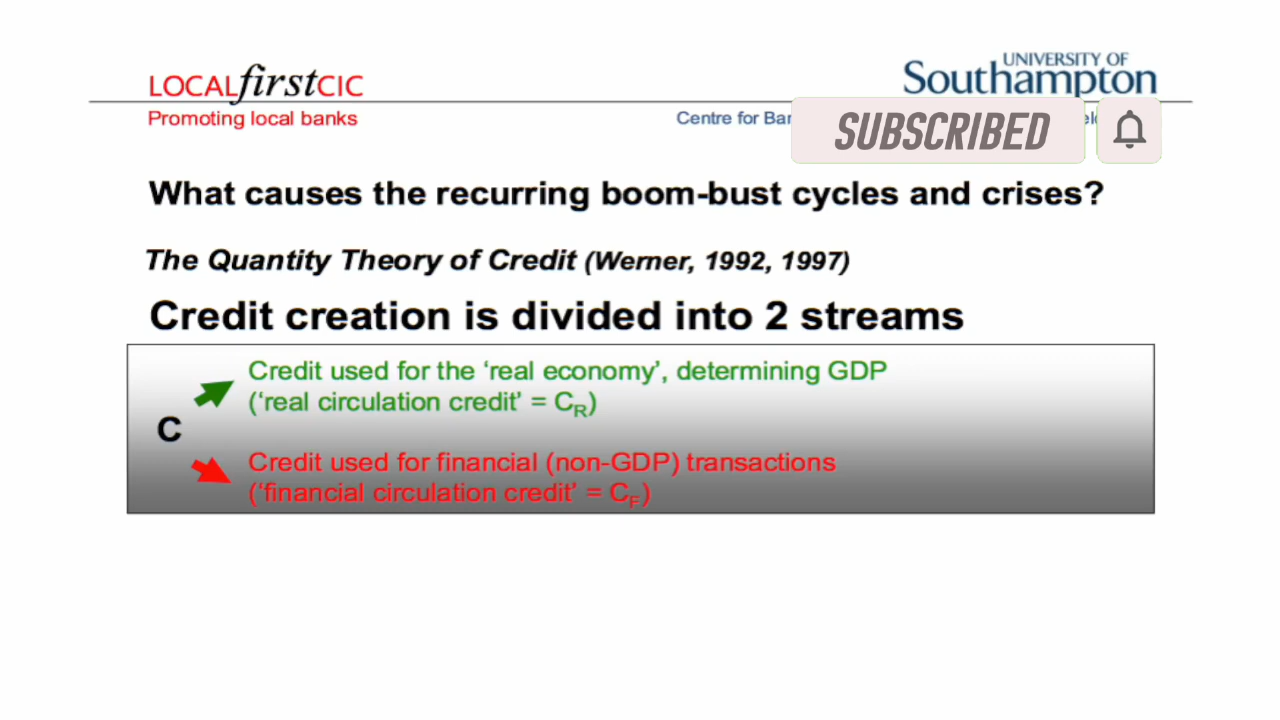 LOCALfirstCIC
UNIVERSITY OF
Southampton
Promoting local banks
Centre for
SUBSCRIBED
What causes the recurring boom-bust cycles and crises?
The Quantity Theory of Credit (Werner, 1992, 1997)
Credit creation is divided into 2 streams
Credit used for the ‘real economy’, determining GDP
(‘real circulation credit’ = CR)
C
Credit used for financial (non-GDP) transactions
(‘financial circulation credit’ = CF)